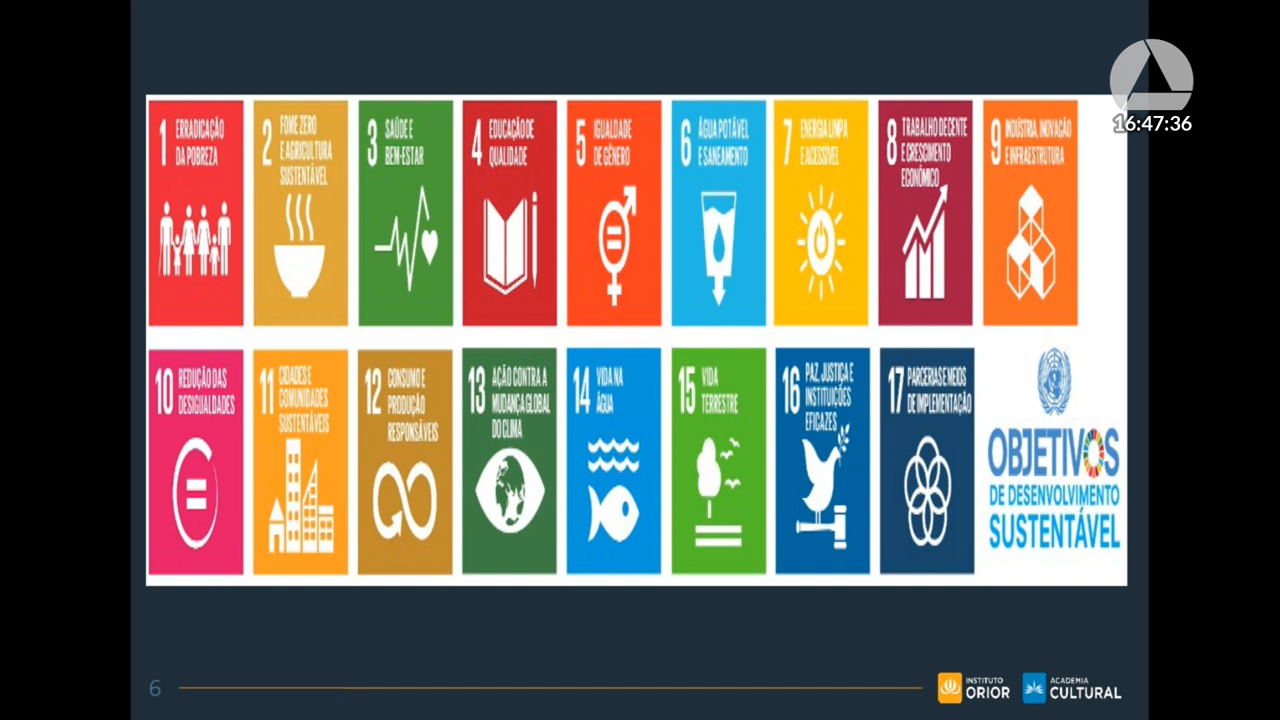 16:47:36
1 ERRADICAÇÃO
DA POBREZA
2 FOME ZERO
E AGRICULTURA
SUSTENTÁVEL
3 SAÚDE E
BEM-ESTAR
4 EDUCAÇÃO DE
QUALIDADE
5 IGUALDADE
DE GÊNERO
6 ÁGUA POTÁVEL
E SANEAMENTO
7 ENERGIA LIMPA
E ACESSÍVEL
8 TRABALHO DECENTE
E CRESCIMENTO
ECONÔMICO
9 INDÚSTRIA, INOVAÇÃO
E INFRAESTRUTURA
10 REDUÇÃO DAS
DESIGUALDADES
11 CIDADES E
COMUNIDADES
SUSTENTÁVEIS
12 CONSUMO E
PRODUÇÃO
RESPONSÁVEIS
13 AÇÃO CONTRA A
MUDANÇA GLOBAL
DO CLIMA
14 VIDA NA
ÁGUA
15 VIDA
TERRESTRE
16 PAZ, JUSTIÇA E
INSTITUIÇÕES
EFICAZES
17 PARCERIAS E MEIOS
DE IMPLEMENTAÇÃO
OBJETIVOS
DE DESENVOLVIMENTO
SUSTENTÁVEL
6
INSTITUTO
ORIOR
ACADEMIA
CULTURAL